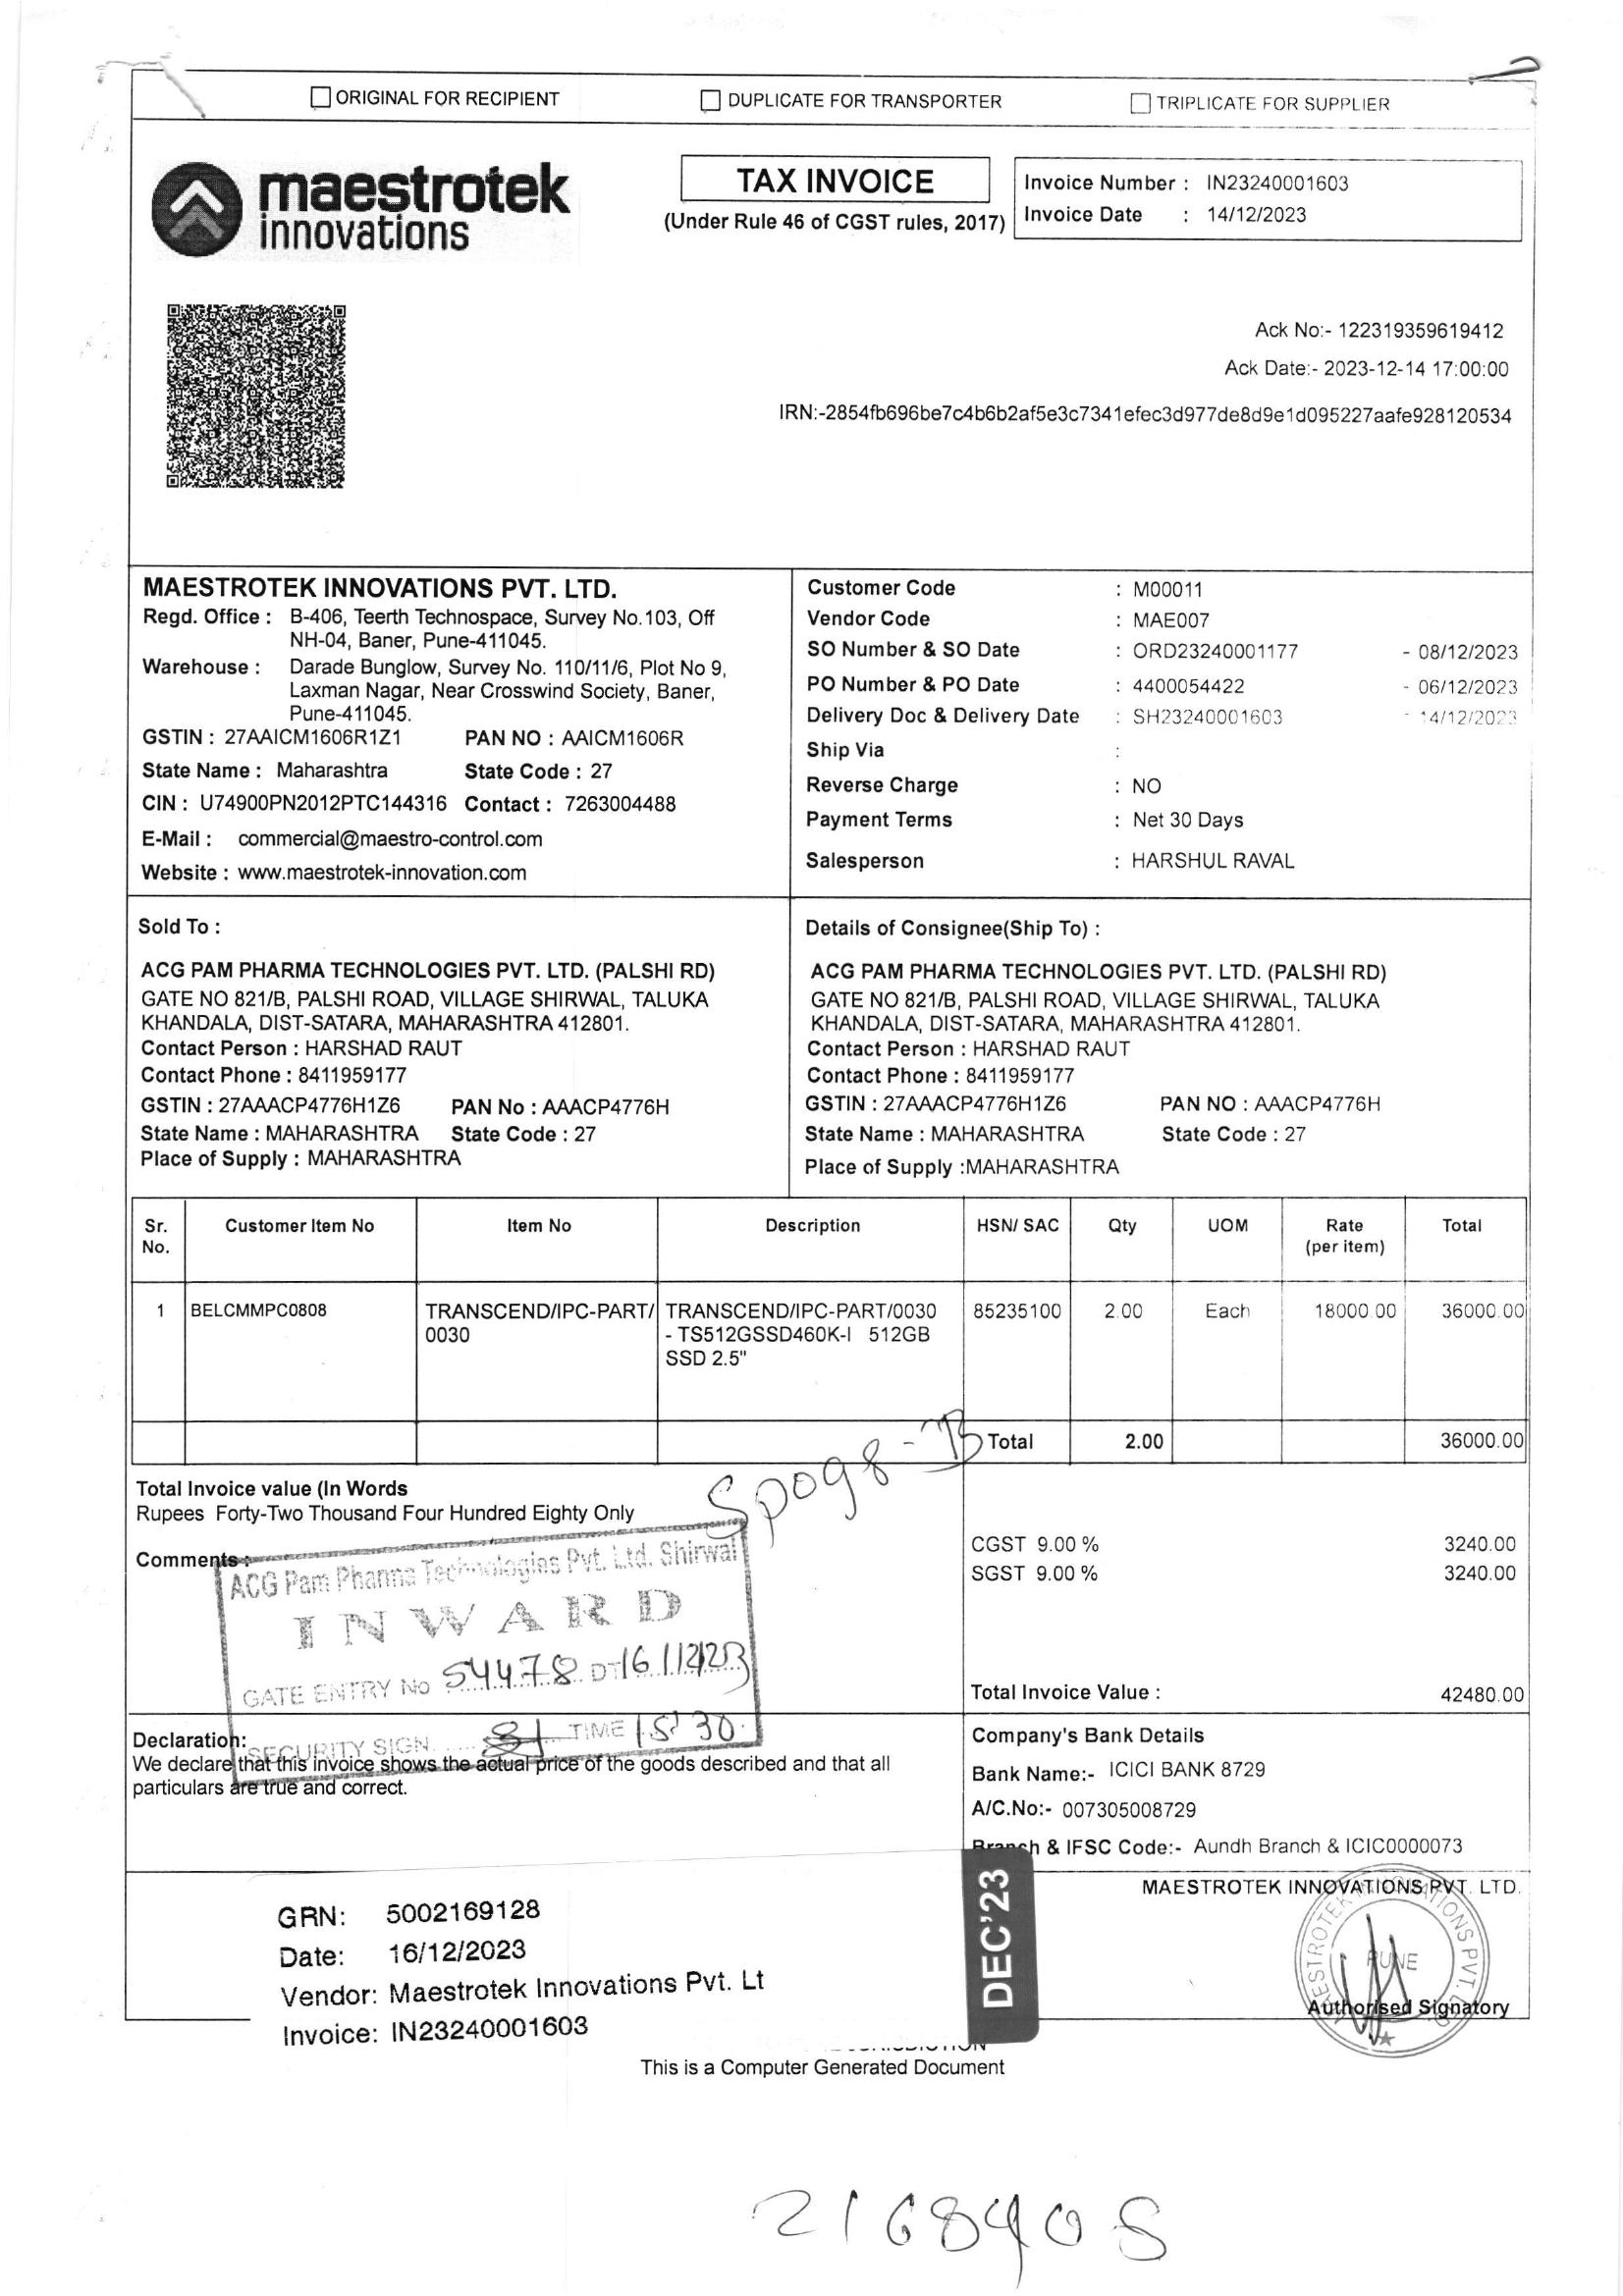 ORIGINAL FOR RECIPIENT DUPLICATE FOR TRANSPORTER TRIPLICATE FOR SUPPLIER
maestrotek
innovations
TAX INVOICE
(Under Rule 46 of CGST rules, 2017)
Invoice Number : IN23240001603
Invoice Date : 14/12/2023
Ack No:- 122319359619412
Ack Date:- 2023-12-14 17:00:00
IRN:-2854fb696be7c4b6b2af5e3c7341efec3d977de8d9e1d095227aafe928120534
MAESTROTEK INNOVATIONS PVT. LTD.
Regd. Office : B-406, Teerth Technospace, Survey No.103, Off
NH-04, Baner, Pune-411045.
Warehouse : Darade Bunglow, Survey No. 110/11/6, Plot No 9,
Laxman Nagar, Near Crosswind Society, Baner,
Pune-411045.
GSTIN : 27AAICM1606R1Z1 PAN NO : AAICM1606R
State Name : Maharashtra State Code : 27
CIN : U74900PN2012PTC144316 Contact : 7263004488
E-Mail : commercial@maestro-control.com
Website : www.maestrotek-innovation.com
Customer Code : M00011
Vendor Code : MAE007
SO Number & SO Date : ORD23240001177 - 08/12/2023
PO Number & PO Date : 4400054422 - 06/12/2023
Delivery Doc & Delivery Date : SH23240001603 - 14/12/2023
Ship Via :
Reverse Charge : NO
Payment Terms : Net 30 Days
Salesperson : HARSHUL RAVAL
Sold To :
ACG PAM PHARMA TECHNOLOGIES PVT. LTD. (PALSHI RD)
GATE NO 821/B, PALSHI ROAD, VILLAGE SHIRWAL, TALUKA
KHANDALA, DIST-SATARA, MAHARASHTRA 412801.
Contact Person : HARSHAD RAUT
Contact Phone : 8411959177
GSTIN : 27AAACP4776H1Z6 PAN No : AAACP4776H
State Name : MAHARASHTRA State Code : 27
Place of Supply : MAHARASHTRA
Details of Consignee(Ship To) :
ACG PAM PHARMA TECHNOLOGIES PVT. LTD. (PALSHI RD)
GATE NO 821/B, PALSHI ROAD, VILLAGE SHIRWAL, TALUKA
KHANDALA, DIST-SATARA, MAHARASHTRA 412801.
Contact Person : HARSHAD RAUT
Contact Phone : 8411959177
GSTIN : 27AAACP4776H1Z6 PAN NO : AAACP4776H
State Name : MAHARASHTRA State Code : 27
Place of Supply :MAHARASHTRA
Sr. Customer Item No Item No Description HSN/ SAC Qty UOM Rate Total
No. (per item)
1 BELCMMPC0808 TRANSCEND/IPC-PART/ TRANSCEND/IPC-PART/0030 85235100 2.00 Each 18000.00 36000.00
0030 - TS512GSSD460K-I 512GB
SSD 2.5"
Total 2.00 36000.00
Total Invoice value (In Words
Rupees Forty-Two Thousand Four Hundred Eighty Only
Comments :
ACG Pam Pharma Technologies Pvt. Ltd. Shirwal
INWARD
GATE ENTRY No 54478 DT 16/12/23
SECURITY SIGN. TIME 15:30
CGST 9.00 % 3240.00
SGST 9.00 % 3240.00
Total Invoice Value : 42480.00
Declaration:
We declare that this invoice shows the actual price of the goods described and that all
particulars are true and correct.
Company's Bank Details
Bank Name:- ICICI BANK 8729
A/C.No:- 007305008729
Branch & IFSC Code:- Aundh Branch & ICIC0000073
GRN: 5002169128
Date: 16/12/2023
Vendor: Maestrotek Innovations Pvt. Lt
Invoice: IN23240001603
DEC'23
MAESTROTEK INNOVATIONS PVT. LTD.
MAESTROTEK INNOVATIONS PVT. LTD.
PUNE
Authorised Signatory
This is a Computer Generated Document